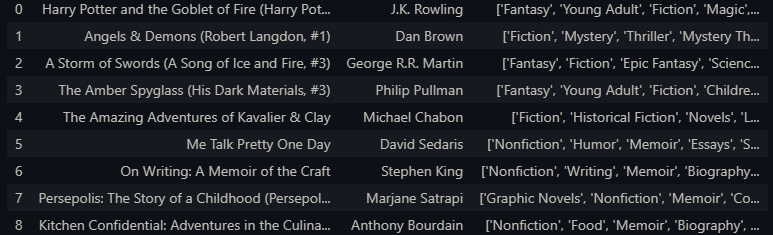 0 Harry Potter and the Goblet of Fire (Harry Pot... J.K. Rowling ['Fantasy', 'Young Adult', 'Fiction', 'Magic',...
1 Angels & Demons (Robert Langdon, #1) Dan Brown ['Fiction', 'Mystery', 'Thriller', 'Mystery Th...
2 A Storm of Swords (A Song of Ice and Fire, #3) George R.R. Martin ['Fantasy', 'Fiction', 'Epic Fantasy', 'Scienc...
3 The Amber Spyglass (His Dark Materials, #3) Philip Pullman ['Fantasy', 'Young Adult', 'Fiction', 'Childre...
4 The Amazing Adventures of Kavalier & Clay Michael Chabon ['Fiction', 'Historical Fiction', 'Novels', 'L...
5 Me Talk Pretty One Day David Sedaris ['Nonfiction', 'Humor', 'Memoir', 'Essays', 'S...
6 On Writing: A Memoir of the Craft Stephen King ['Nonfiction', 'Writing', 'Memoir', 'Biography...
7 Persepolis: The Story of a Childhood (Persepol... Marjane Satrapi ['Graphic Novels', 'Nonfiction', 'Memoir', 'Co...
8 Kitchen Confidential: Adventures in the Culina... Anthony Bourdain ['Nonfiction', 'Food', 'Memoir', 'Biography', ...